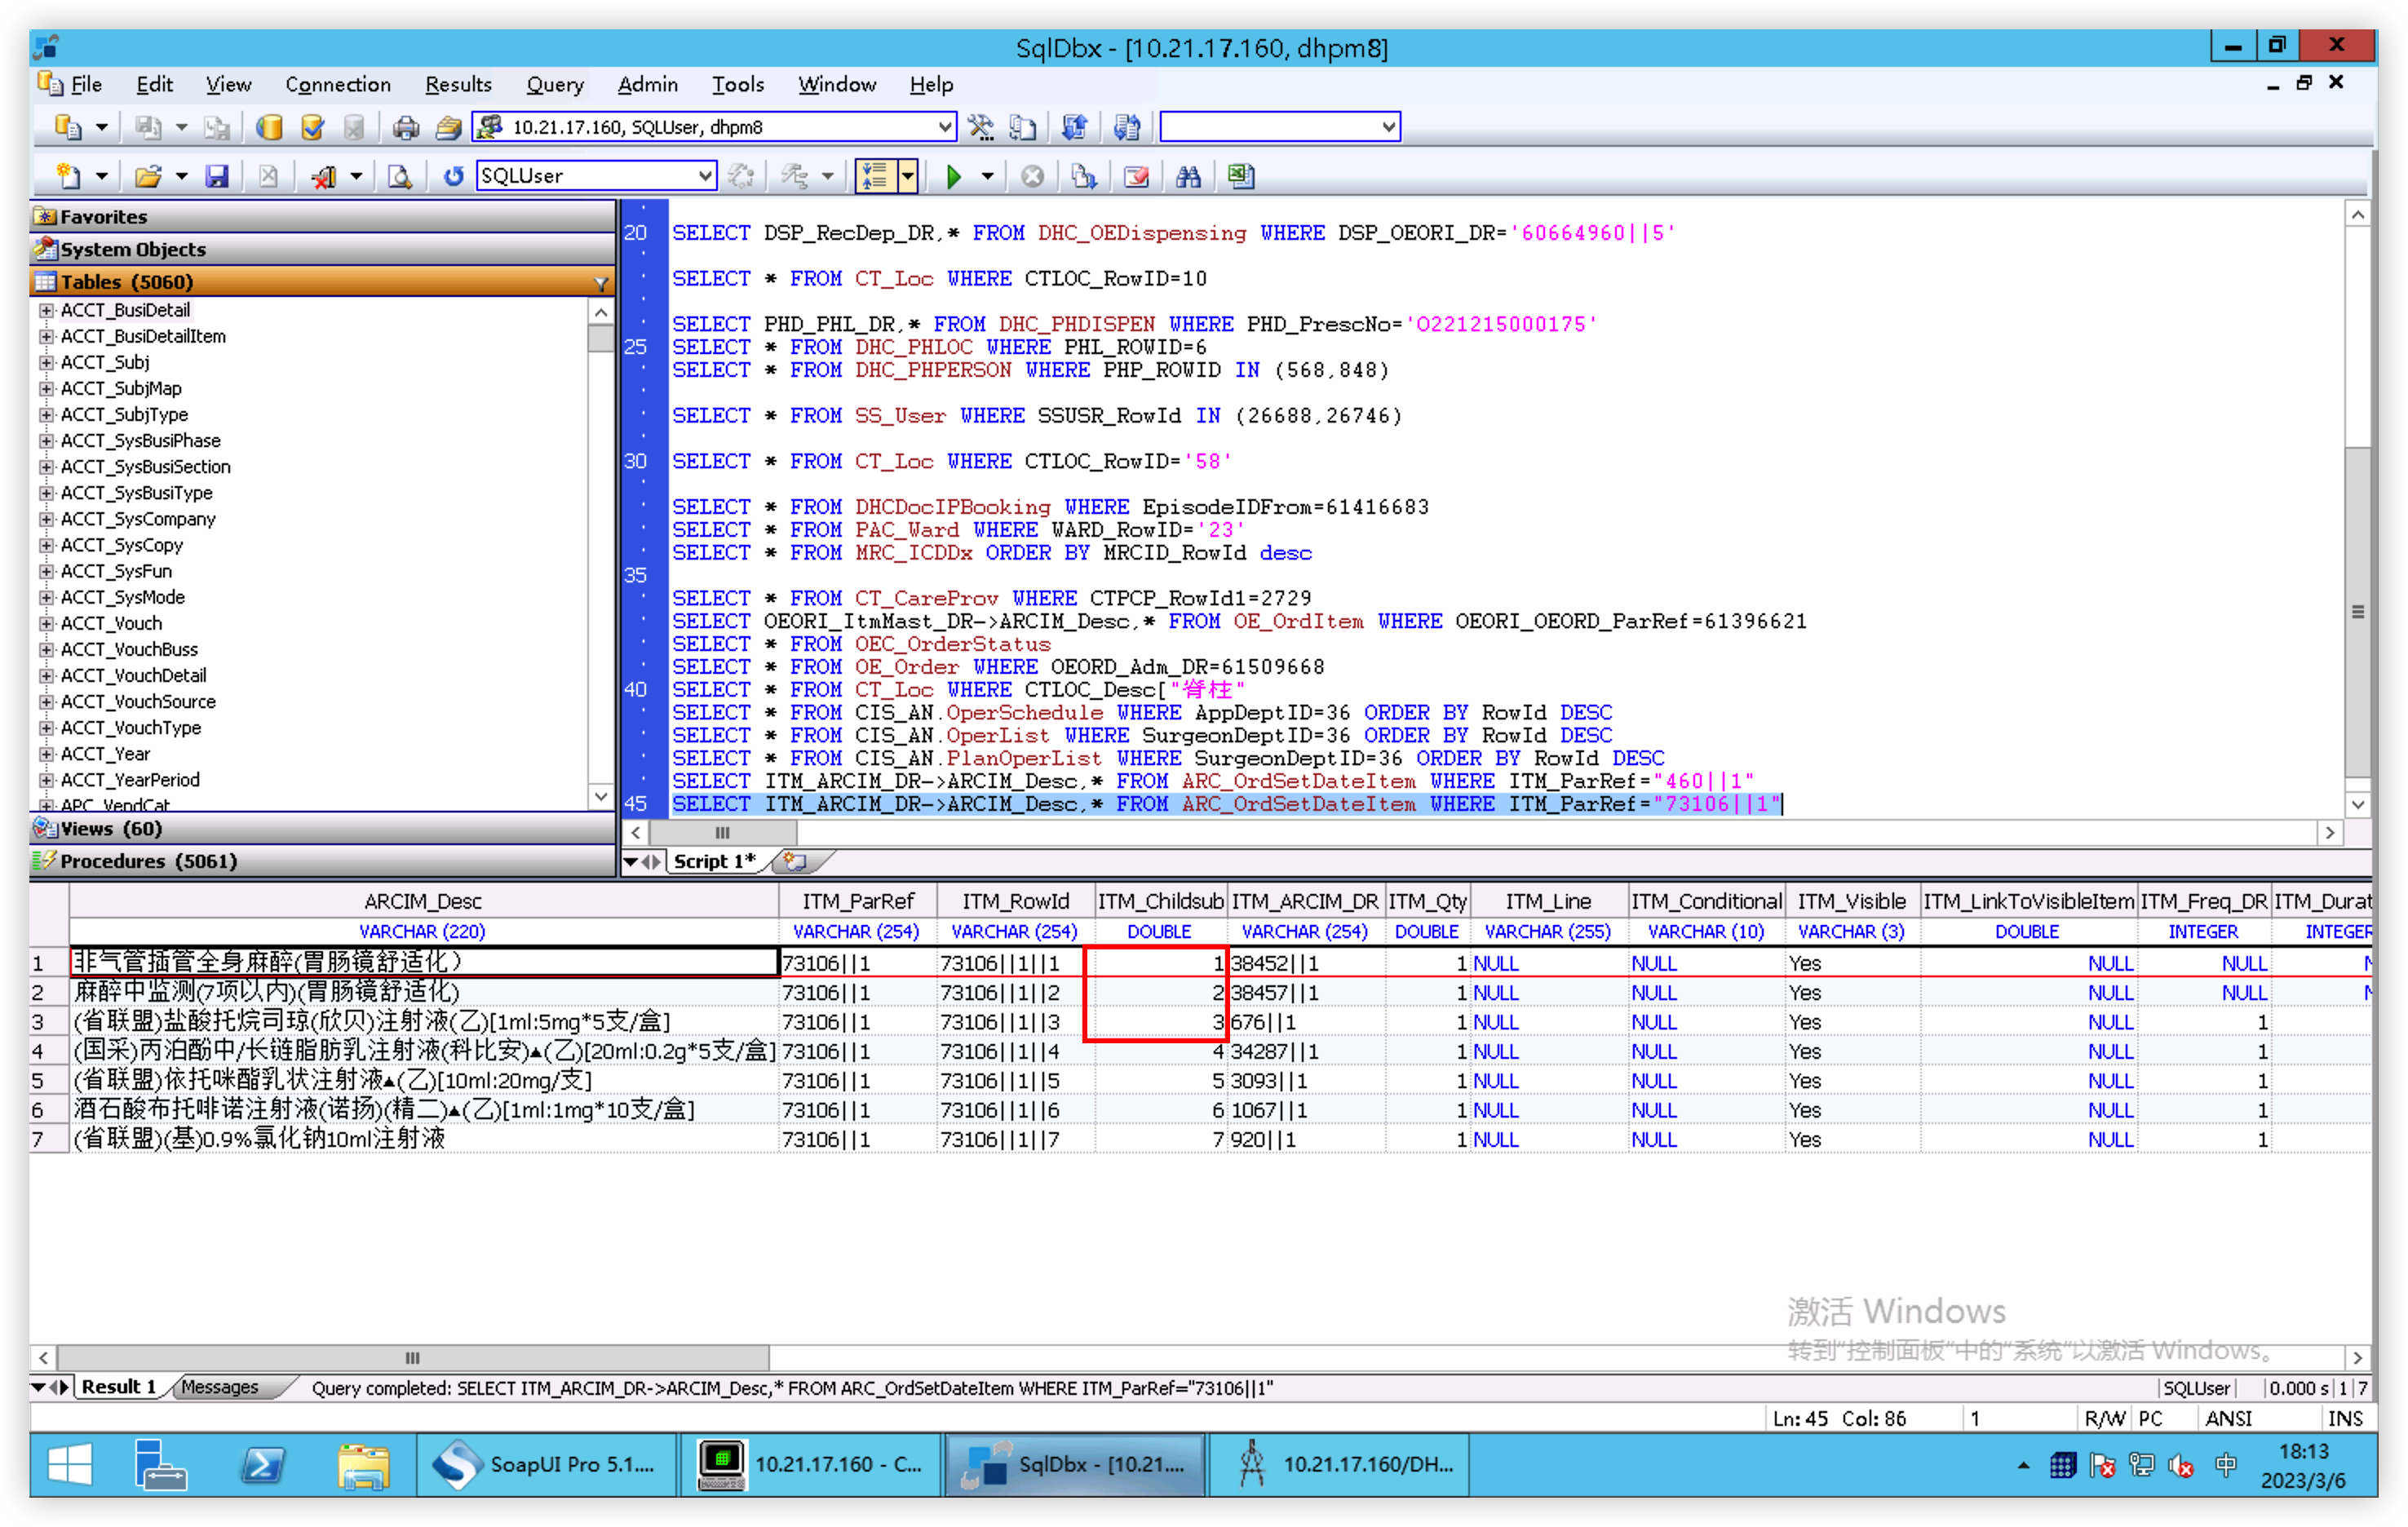 SqlDbx - [10.21.17.160, dhpm8]
File Edit View Connection Results Query Admin Tools Window Help
10.21.17.160, SQLUser, dhpm8
SQLUser
Favorites
System Objects
Tables (5060)
ACCT_BusiDetail
ACCT_BusiDetailItem
ACCT_Subj
ACCT_SubjMap
ACCT_SubjType
ACCT_SysBusiPhase
ACCT_SysBusiSection
ACCT_SysBusiType
ACCT_SysCompany
ACCT_SysCopy
ACCT_SysFun
ACCT_SysMode
ACCT_Vouch
ACCT_VouchBuss
ACCT_VouchDetail
ACCT_VouchSource
ACCT_VouchType
ACCT_Year
ACCT_YearPeriod
APC_VendCat
Views (60)
Procedures (5061)
20 SELECT DSP_RecDep_DR,* FROM DHC_OEDispensing WHERE DSP_OEORI_DR='60664960||5'
SELECT * FROM CT_Loc WHERE CTLOC_RowID=10
SELECT PHD_PHL_DR,* FROM DHC_PHDISPEN WHERE PHD_PrescNo='O221215000175'
25 SELECT * FROM DHC_PHLOC WHERE PHL_ROWID=6
SELECT * FROM DHC_PHPERSON WHERE PHP_ROWID IN (568,848)
SELECT * FROM SS_User WHERE SSUSR_RowId IN (26688,26746)
30 SELECT * FROM CT_Loc WHERE CTLOC_RowID='58'
SELECT * FROM DHCDocIPBooking WHERE EpisodeIDFrom=61416683
SELECT * FROM PAC_Ward WHERE WARD_RowID='23'
SELECT * FROM MRC_ICDDx ORDER BY MRCID_RowId desc
35
SELECT * FROM CT_CareProv WHERE CTPCP_RowId1=2729
SELECT OEORI_ItmMast_DR->ARCIM_Desc,* FROM OE_OrdItem WHERE OEORI_OEORD_ParRef=61396621
SELECT * FROM OEC_OrderStatus
SELECT * FROM OE_Order WHERE OEORD_Adm_DR=61509668
40 SELECT * FROM CT_Loc WHERE CTLOC_Desc["脊柱"
SELECT * FROM CIS_AN.OperSchedule WHERE AppDeptID=36 ORDER BY RowId DESC
SELECT * FROM CIS_AN.OperList WHERE SurgeonDeptID=36 ORDER BY RowId DESC
SELECT * FROM CIS_AN.PlanOperList WHERE SurgeonDeptID=36 ORDER BY RowId DESC
SELECT ITM_ARCIM_DR->ARCIM_Desc,* FROM ARC_OrdSetDateItem WHERE ITM_ParRef="460||1"
45 SELECT ITM_ARCIM_DR->ARCIM_Desc,* FROM ARC_OrdSetDateItem WHERE ITM_ParRef="73106||1"
Script 1*
ARCIM_Desc ITM_ParRef ITM_RowId ITM_Childsub ITM_ARCIM_DR ITM_Qty ITM_Line ITM_Conditional ITM_Visible ITM_LinkToVisibleItem ITM_Freq_DR ITM_Durat
VARCHAR (220) VARCHAR (254) VARCHAR (254) DOUBLE VARCHAR (254) DOUBLE VARCHAR (255) VARCHAR (10) VARCHAR (3) DOUBLE INTEGER INTEGER
1 非气管插管全身麻醉(胃肠镜舒适化） 73106||1 73106||1||1 1 38452||1 1 NULL NULL Yes NULL NULL
2 麻醉中监测(7项以内)(胃肠镜舒适化) 73106||1 73106||1||2 2 38457||1 1 NULL NULL Yes NULL NULL
3 (省联盟)盐酸托烷司琼(欣贝)注射液(乙)[1ml:5mg*5支/盒] 73106||1 73106||1||3 3 676||1 1 NULL NULL Yes NULL 1
4 (国采)丙泊酚中/长链脂肪乳注射液(科比安)▲(乙)[20ml:0.2g*5支/盒] 73106||1 73106||1||4 4 34287||1 1 NULL NULL Yes NULL 1
5 (省联盟)依托咪酯乳状注射液▲(乙)[10ml:20mg/支] 73106||1 73106||1||5 5 3093||1 1 NULL NULL Yes NULL 1
6 酒石酸布托啡诺注射液(诺扬)(精二)▲(乙)[1ml:1mg*10支/盒] 73106||1 73106||1||6 6 1067||1 1 NULL NULL Yes NULL 1
7 (省联盟)(基)0.9%氯化钠10ml注射液 73106||1 73106||1||7 7 920||1 1 NULL NULL Yes NULL 1
激活 Windows
转到"控制面板"中的"系统"以激活 Windows。
Result 1 Messages Query completed: SELECT ITM_ARCIM_DR->ARCIM_Desc,* FROM ARC_OrdSetDateItem WHERE ITM_ParRef="73106||1" SQLUser 0.000 s 1 7
Ln: 45 Col: 86 1 R/W PC ANSI INS
SoapUI Pro 5.1.... 10.21.17.160 - C... SqlDbx - [10.21.... 10.21.17.160/DH... 中 18:13
2023/3/6